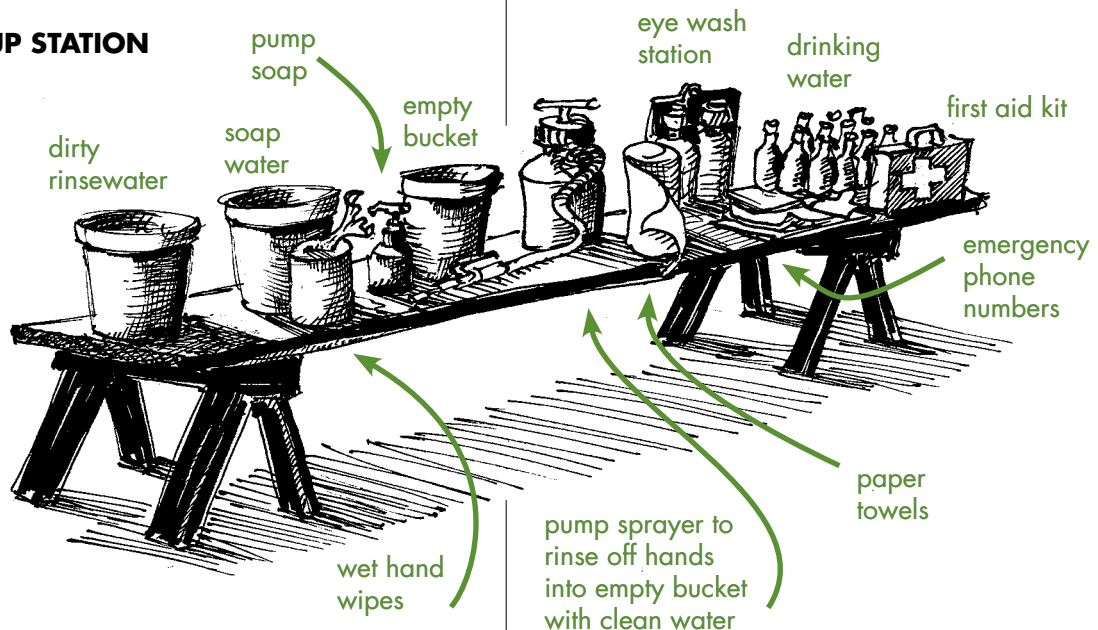 UP STATION
pump
soap
eye wash
station
drinking
water
empty
bucket
first aid kit
soap
water
dirty
rinsewater
emergency
phone
numbers
paper
towels
pump sprayer to
rinse off hands
into empty bucket
with clean water
wet hand
wipes